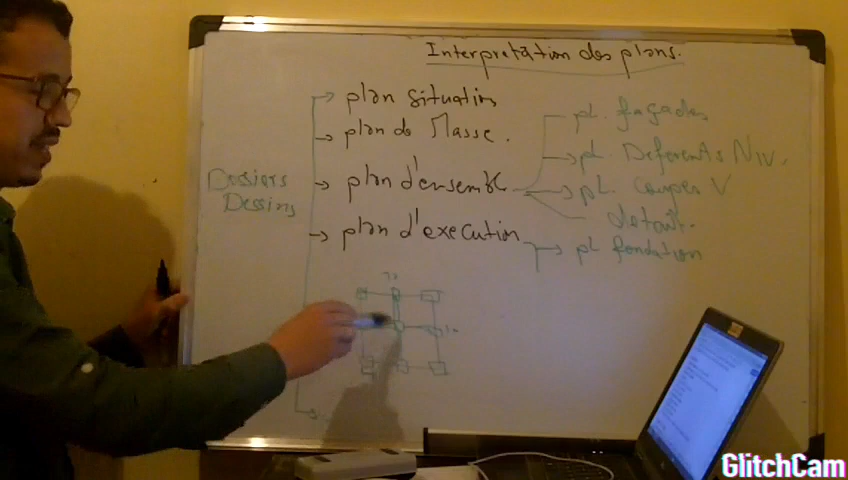 Interpretation des plans.
plan situation
plan de Masse.
plan d'ensemble
plan d'execution
Dossiers
Dessins
pl. façades
pl. Deferents Niv.
pl. coupes V
detail.
pl fondation
GlitchCam